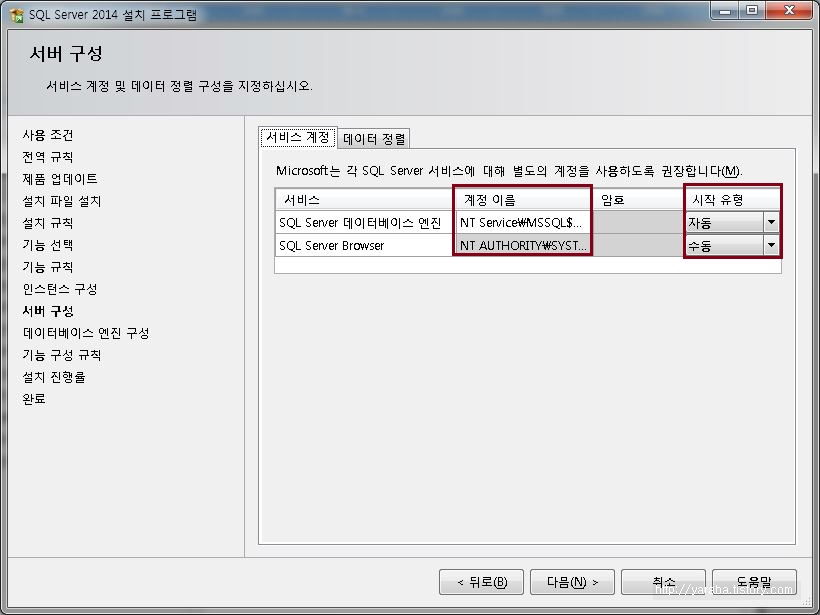 SQL Server 2014 설치 프로그램
서버 구성
서비스 계정 및 데이터 정렬 구성을 지정하십시오.
사용 조건
전역 규칙
제품 업데이트
설치 파일 설치
설치 규칙
기능 선택
기능 규칙
인스턴스 구성
서버 구성
데이터베이스 엔진 구성
기능 구성 규칙
설치 진행률
완료
서비스 계정 데이터 정렬
Microsoft는 각 SQL Server 서비스에 대해 별도의 계정을 사용하도록 권장합니다(M).
서비스 계정 이름 암호 시작 유형
SQL Server 데이터베이스 엔진 NT Service₩MSSQL$... 자동
SQL Server Browser NT AUTHORITY₩SYST... 수동
< 뒤로(B) 다음(N) > 취소 도움말
http://yaraba.tistory.com